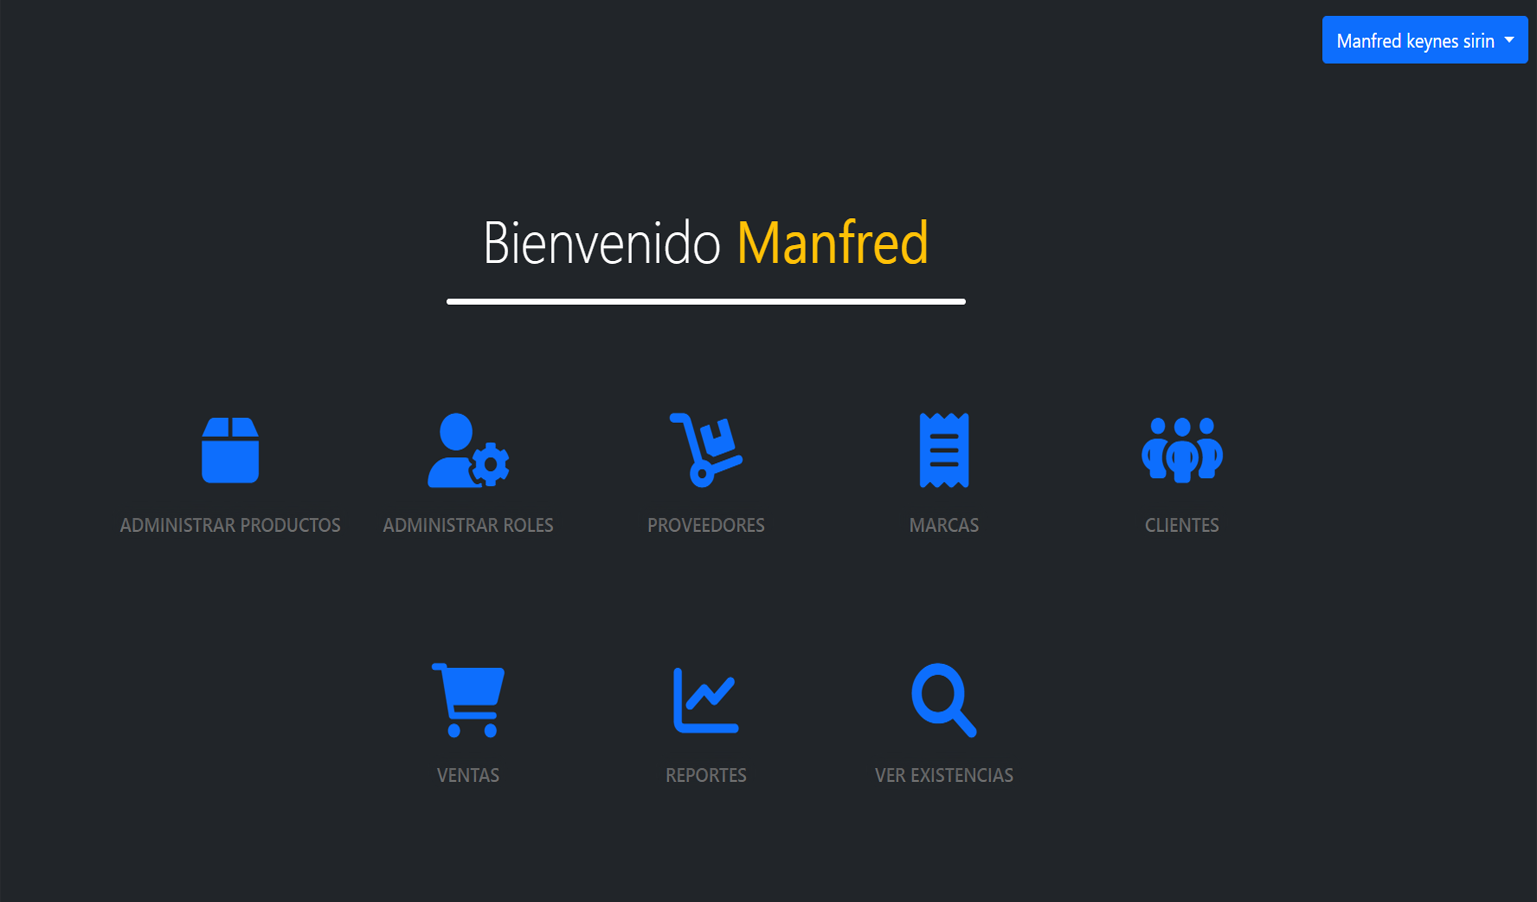 Manfred keynes sirin
Bienvenido Manfred
ADMINISTRAR PRODUCTOS
ADMINISTRAR ROLES
PROVEEDORES
MARCAS
CLIENTES
VENTAS
REPORTES
VER EXISTENCIAS